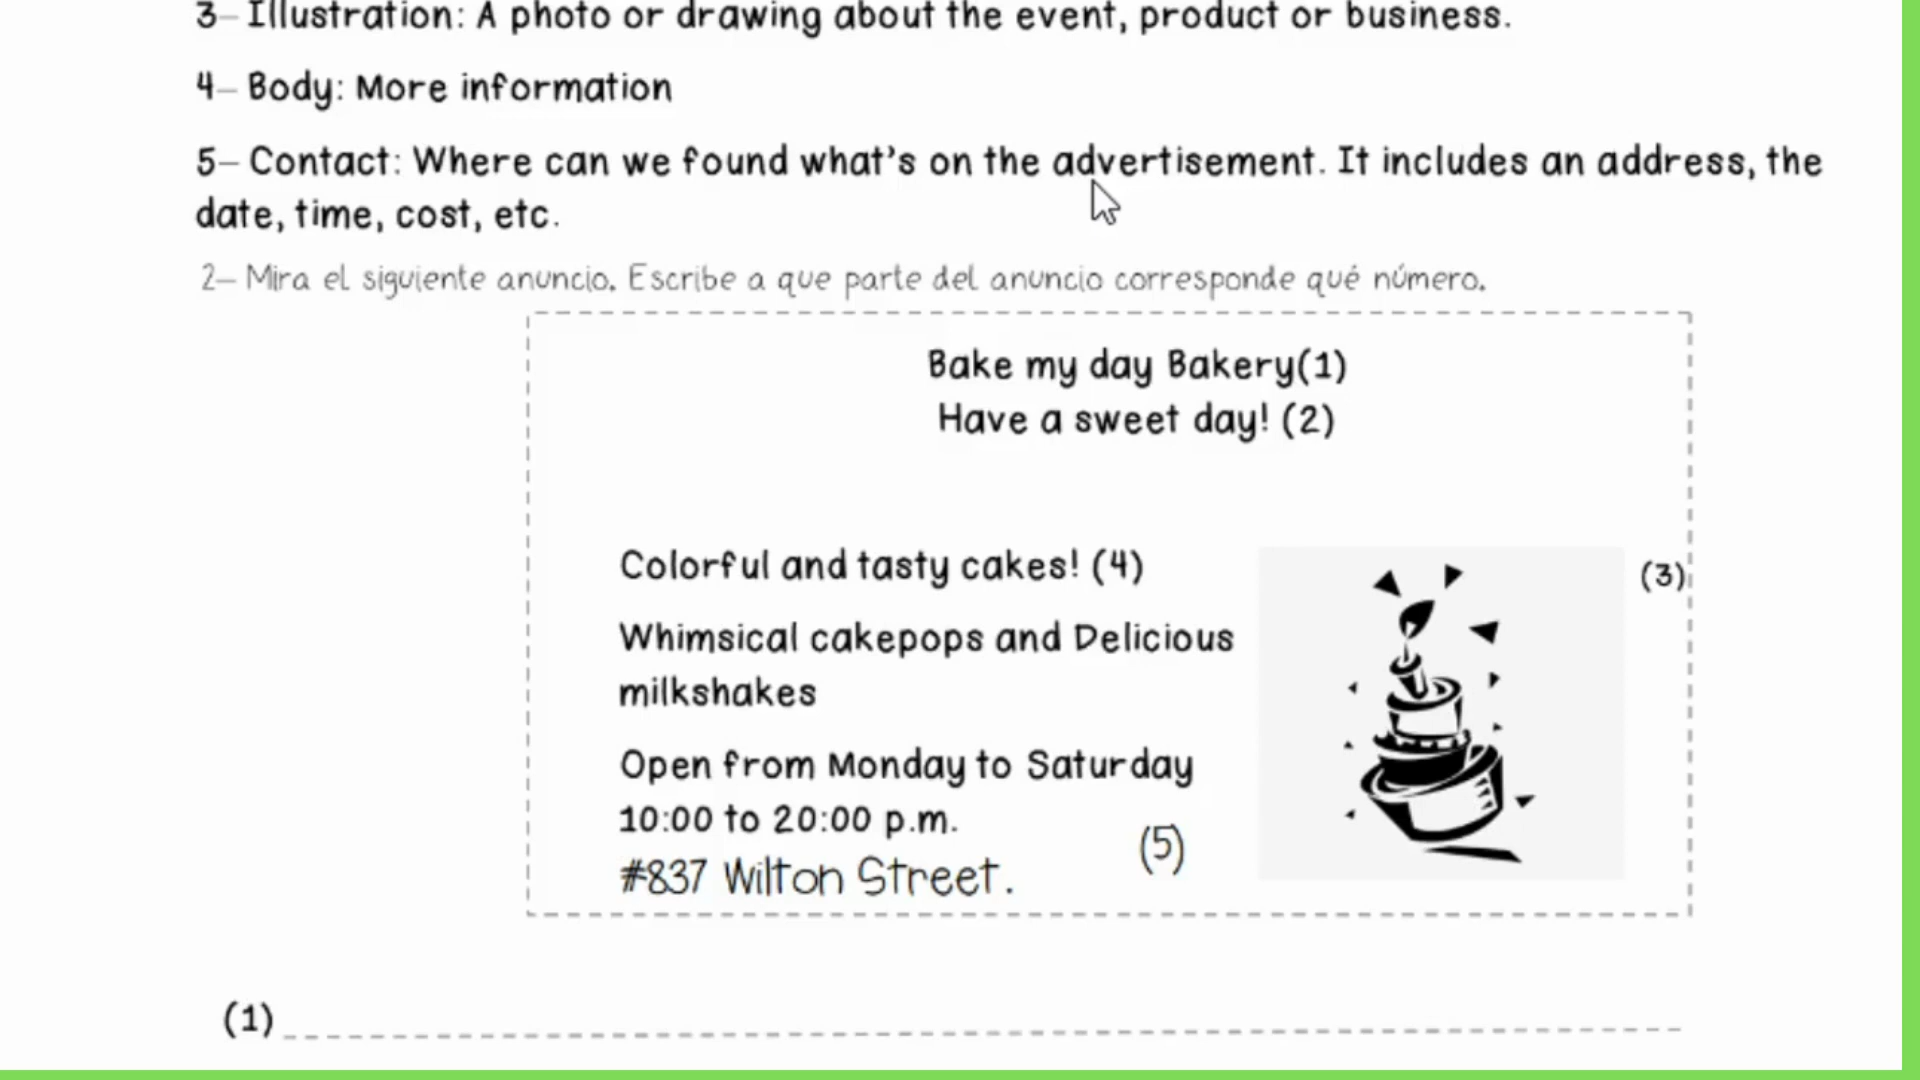 3- Illustration: A photo or drawing about the event, product or business.
4- Body: More information
5- Contact: Where can we found what's on the advertisement. It includes an address, the
date, time, cost, etc.
2- Mira el siguiente anuncio. Escribe a que parte del anuncio corresponde qué número.
Bake my day Bakery(1)
Have a sweet day! (2)
Colorful and tasty cakes! (4)
(3)
Whimsical cakepops and Delicious
milkshakes
Open from Monday to Saturday
10:00 to 20:00 p.m.
(5)
#837 Wilton Street.
(1)